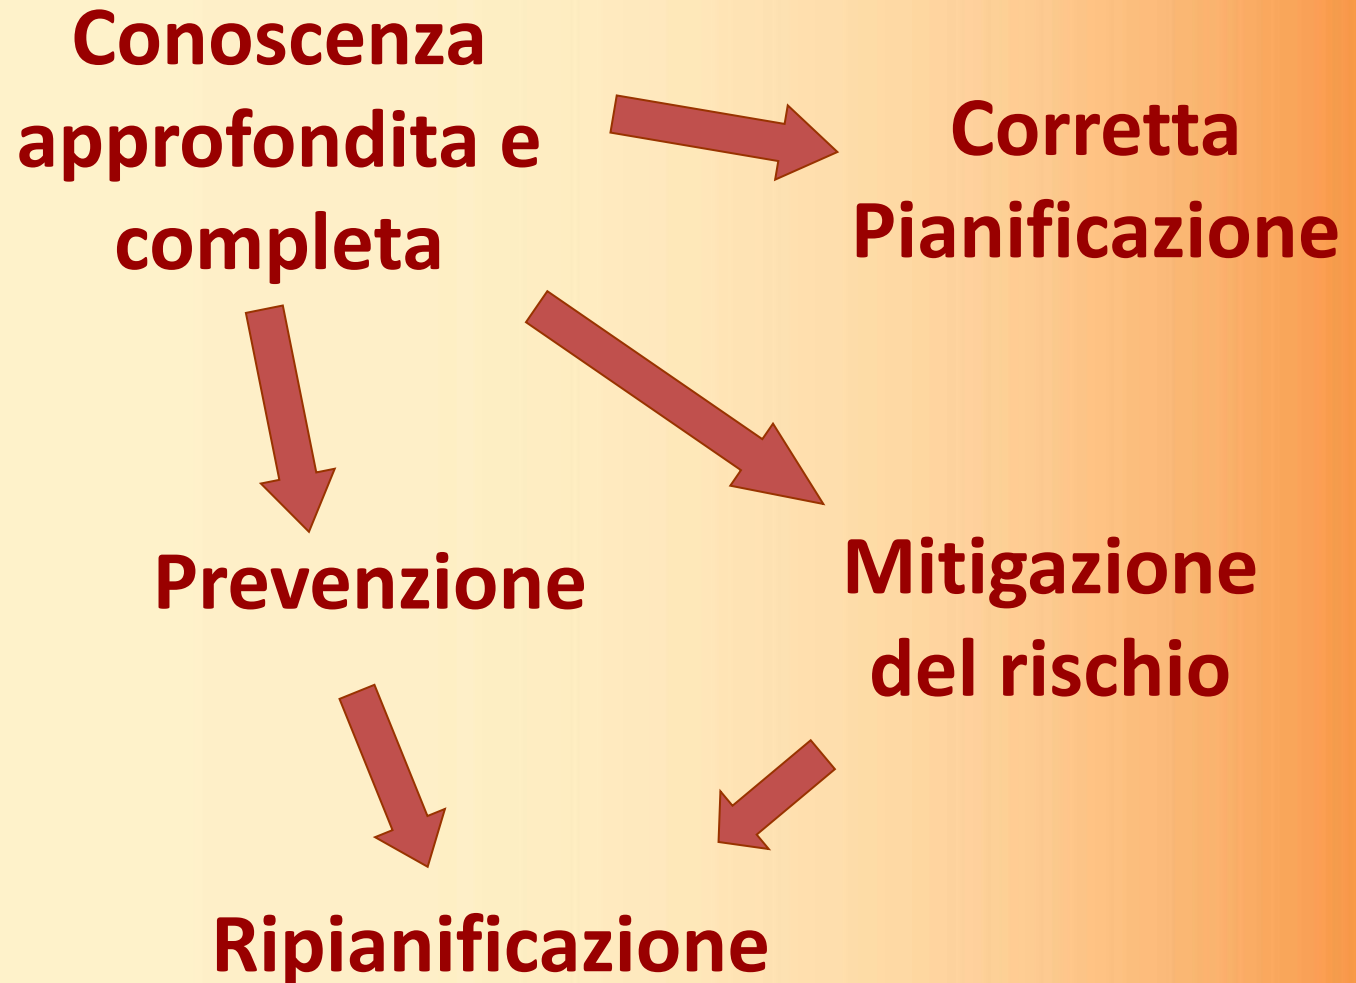 Conoscenza
approfondita e
completa
Corretta
Pianificazione
Prevenzione
Mitigazione
del rischio
Ripianificazione